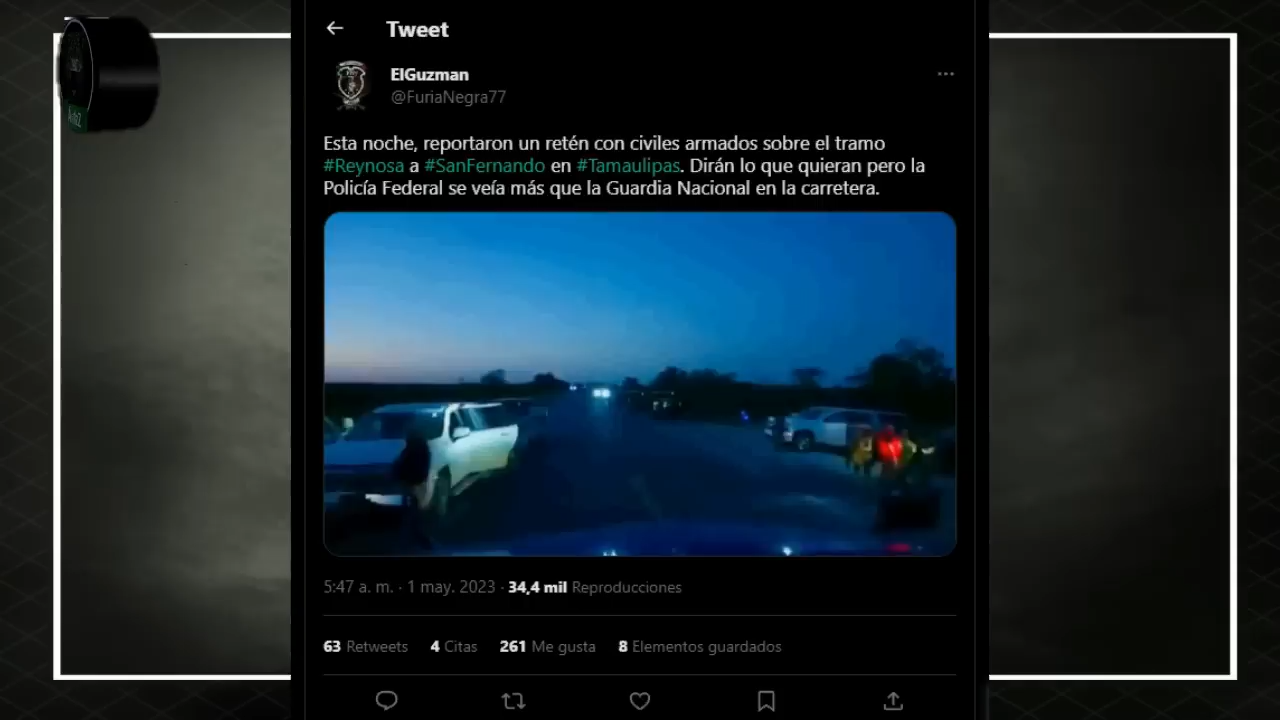 Tweet
ElGuzman
@FuriaNegra77
Esta noche, reportaron un retén con civiles armados sobre el tramo
#Reynosa a #SanFernando en #Tamaulipas. Dirán lo que quieran pero la
Policía Federal se veía más que la Guardia Nacional en la carretera.
5:47 a. m. · 1 may. 2023 · 34,4 mil Reproducciones
63 Retweets 4 Citas 261 Me gusta 8 Elementos guardados